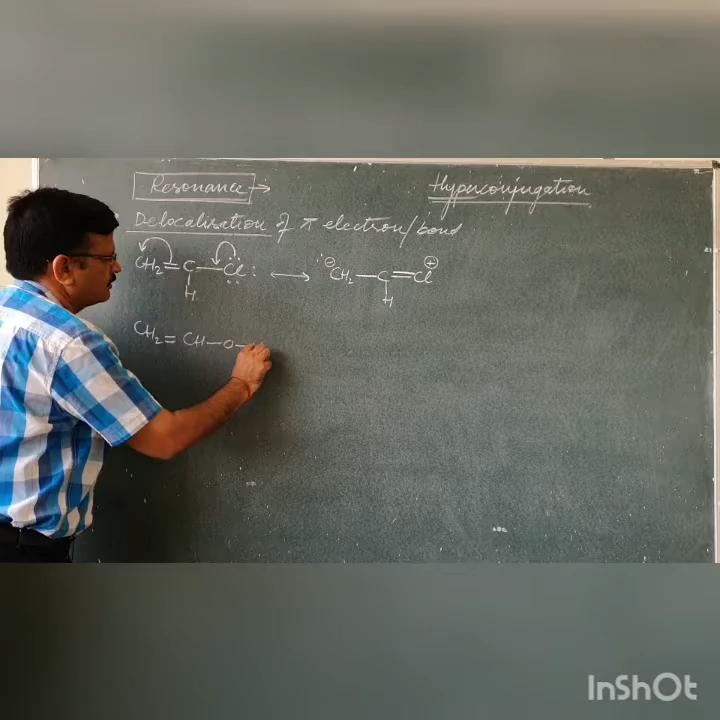 Resonance → Hyperconjugation
Delocalisation of π electron/bond
CH₂=C—Cl: ⟷ :⊖CH₂—C=Cl⊕
H H
CH₂=CH—O—
InShOt